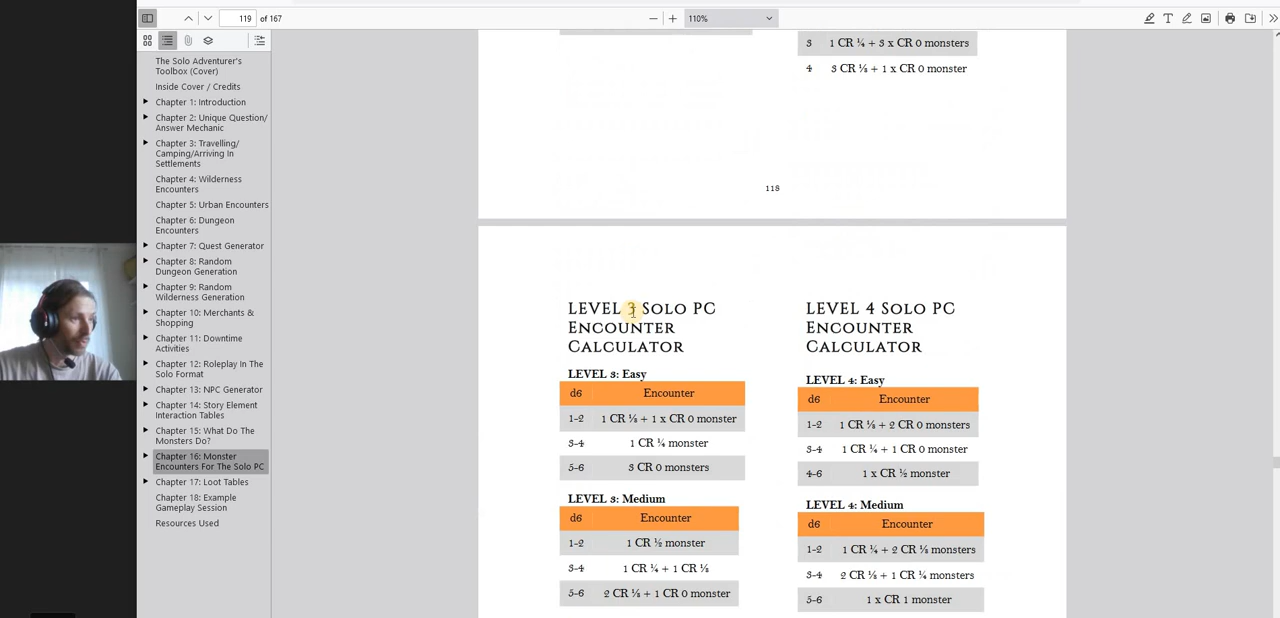 119
of 167
110%
The Solo Adventurer's
Toolbox (Cover)
Inside Cover / Credits
Chapter 1: Introduction
Chapter 2: Unique Question/
Answer Mechanic
Chapter 3: Travelling/
Camping/Arriving In
Settlements
Chapter 4: Wilderness
Encounters
Chapter 5: Urban Encounters
Chapter 6: Dungeon
Encounters
Chapter 7: Quest Generator
Chapter 8: Random
Dungeon Generation
Chapter 9: Random
Wilderness Generation
Chapter 10: Merchants &
Shopping
Chapter 11: Downtime
Activities
Chapter 12: Roleplay In The
Solo Format
Chapter 13: NPC Generator
Chapter 14: Story Element
Interaction Tables
Chapter 15: What Do The
Monsters Do?
Chapter 16: Monster
Encounters For The Solo PC
Chapter 17: Loot Tables
Chapter 18: Example
Gameplay Session
Resources Used
3 1 CR ¼ + 3 x CR 0 monsters
4 3 CR ⅛ + 1 x CR 0 monster
118
LEVEL 3 SOLO PC
ENCOUNTER
CALCULATOR
LEVEL 3: Easy
d6 Encounter
1-2 1 CR ⅛ + 1 x CR 0 monster
3-4 1 CR ¼ monster
5-6 3 CR 0 monsters
LEVEL 3: Medium
d6 Encounter
1-2 1 CR ½ monster
3-4 1 CR ¼ + 1 CR ⅛
5-6 2 CR ⅛ + 1 CR 0 monster
LEVEL 4 SOLO PC
ENCOUNTER
CALCULATOR
LEVEL 4: Easy
d6 Encounter
1-2 1 CR ⅛ + 2 CR 0 monsters
3-4 1 CR ¼ + 1 CR 0 monster
4-6 1 x CR ½ monster
LEVEL 4: Medium
d6 Encounter
1-2 1 CR ¼ + 2 CR ⅛ monsters
3-4 2 CR ⅛ + 1 CR ¼ monsters
5-6 1 x CR 1 monster